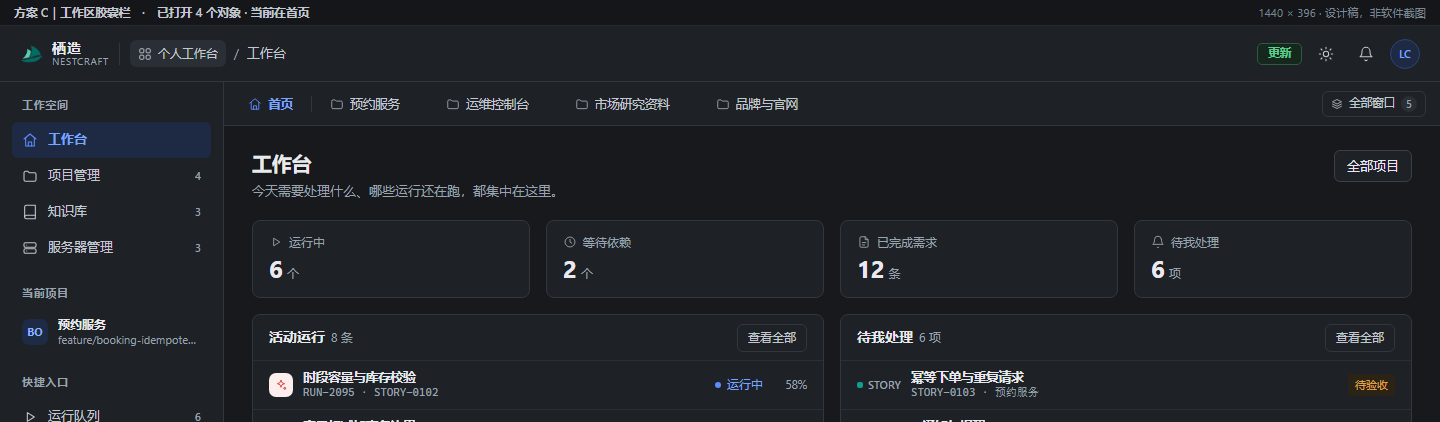 方案 C | 工作区胶囊栏 · 已打开 4 个对象 · 当前在首页
1440 × 396 · 设计稿，非软件截图
栖造
NESTCRAFT
个人工作台 / 工作台
更新
LC
工作空间
工作台
项目管理 4
知识库 3
服务器管理 3
当前项目
BO
预约服务
feature/booking-idempote...
快捷入口
运行队列 6
首页
预约服务
运维控制台
市场研究资料
品牌与官网
全部窗口 5
工作台
今天需要处理什么、哪些运行还在跑，都集中在这里。
全部项目
运行中
6 个
等待依赖
2 个
已完成需求
12 条
待我处理
6 项
活动运行 8 条
查看全部
时段容量与库存校验
RUN-2095 · STORY-0102
运行中 58%
待我处理 6 项
查看全部
STORY
幂等下单与重复请求
STORY-0103 · 预约服务
待验收